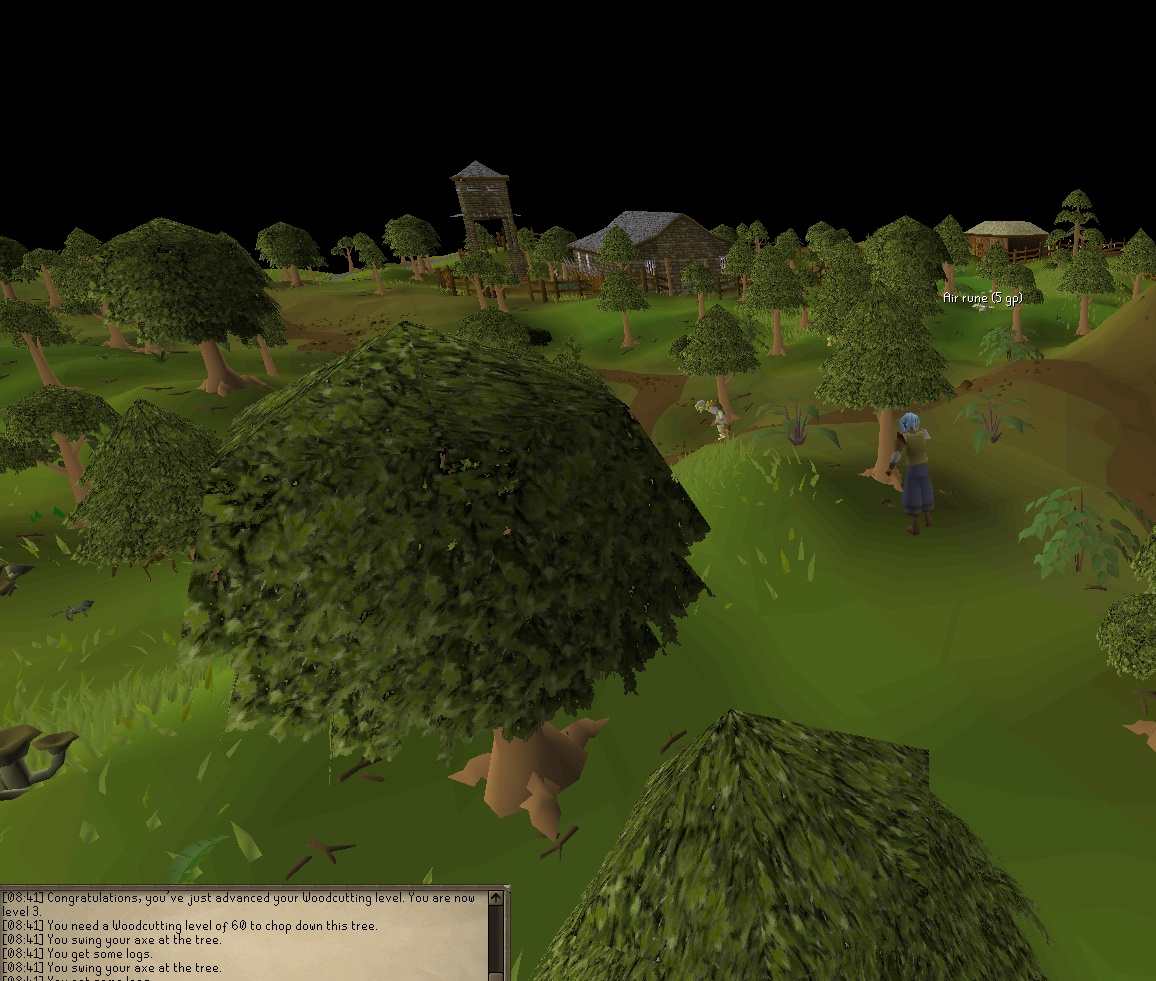 Air rune (5 gp)
[08:41] Congratulations, you've just advanced your Woodcutting level. You are now
level 3.
[08:41] You need a Woodcutting level of 60 to chop down this tree.
[08:41] You swing your axe at the tree.
[08:41] You get some logs.
[08:41] You swing your axe at the tree.